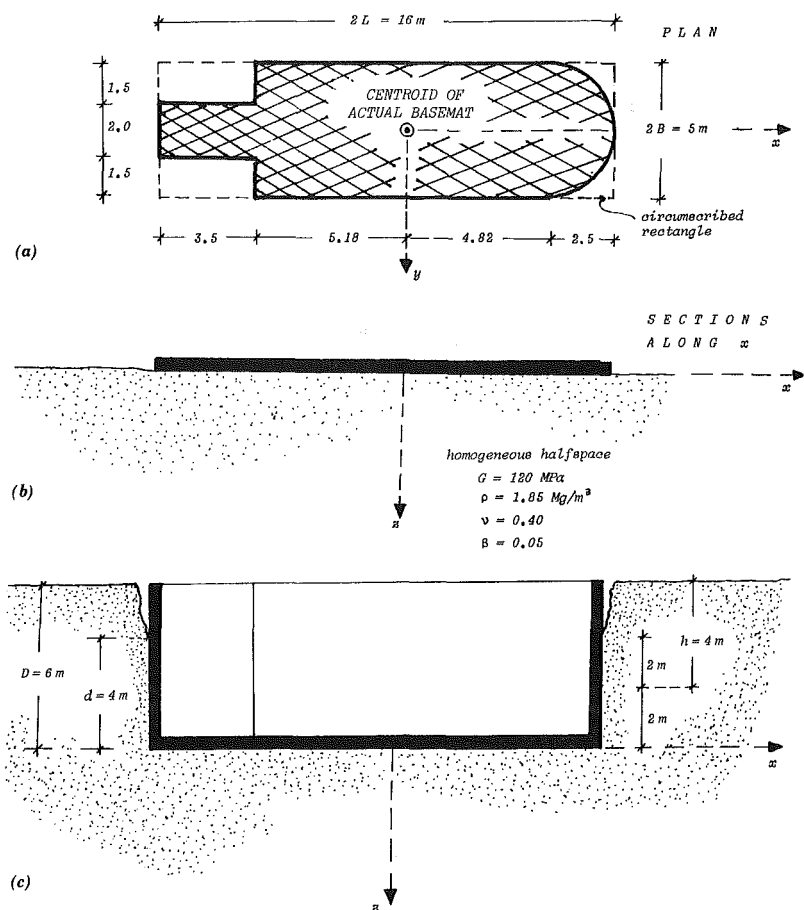 2L = 16 m
PLAN
1.5
2.0
1.5
CENTROID OF
ACTUAL BASEMAT
2B = 5 m
x
circumscribed
rectangle
3.5
5.18
4.82
2.5
(a)
y
SECTIONS
ALONG x
x
homogeneous halfspace
G = 120 MPa
ρ = 1.85 Mg/m³
ν = 0.40
β = 0.05
(b)
z
D = 6 m
d = 4 m
h = 4 m
2 m
2 m
x
(c)
z